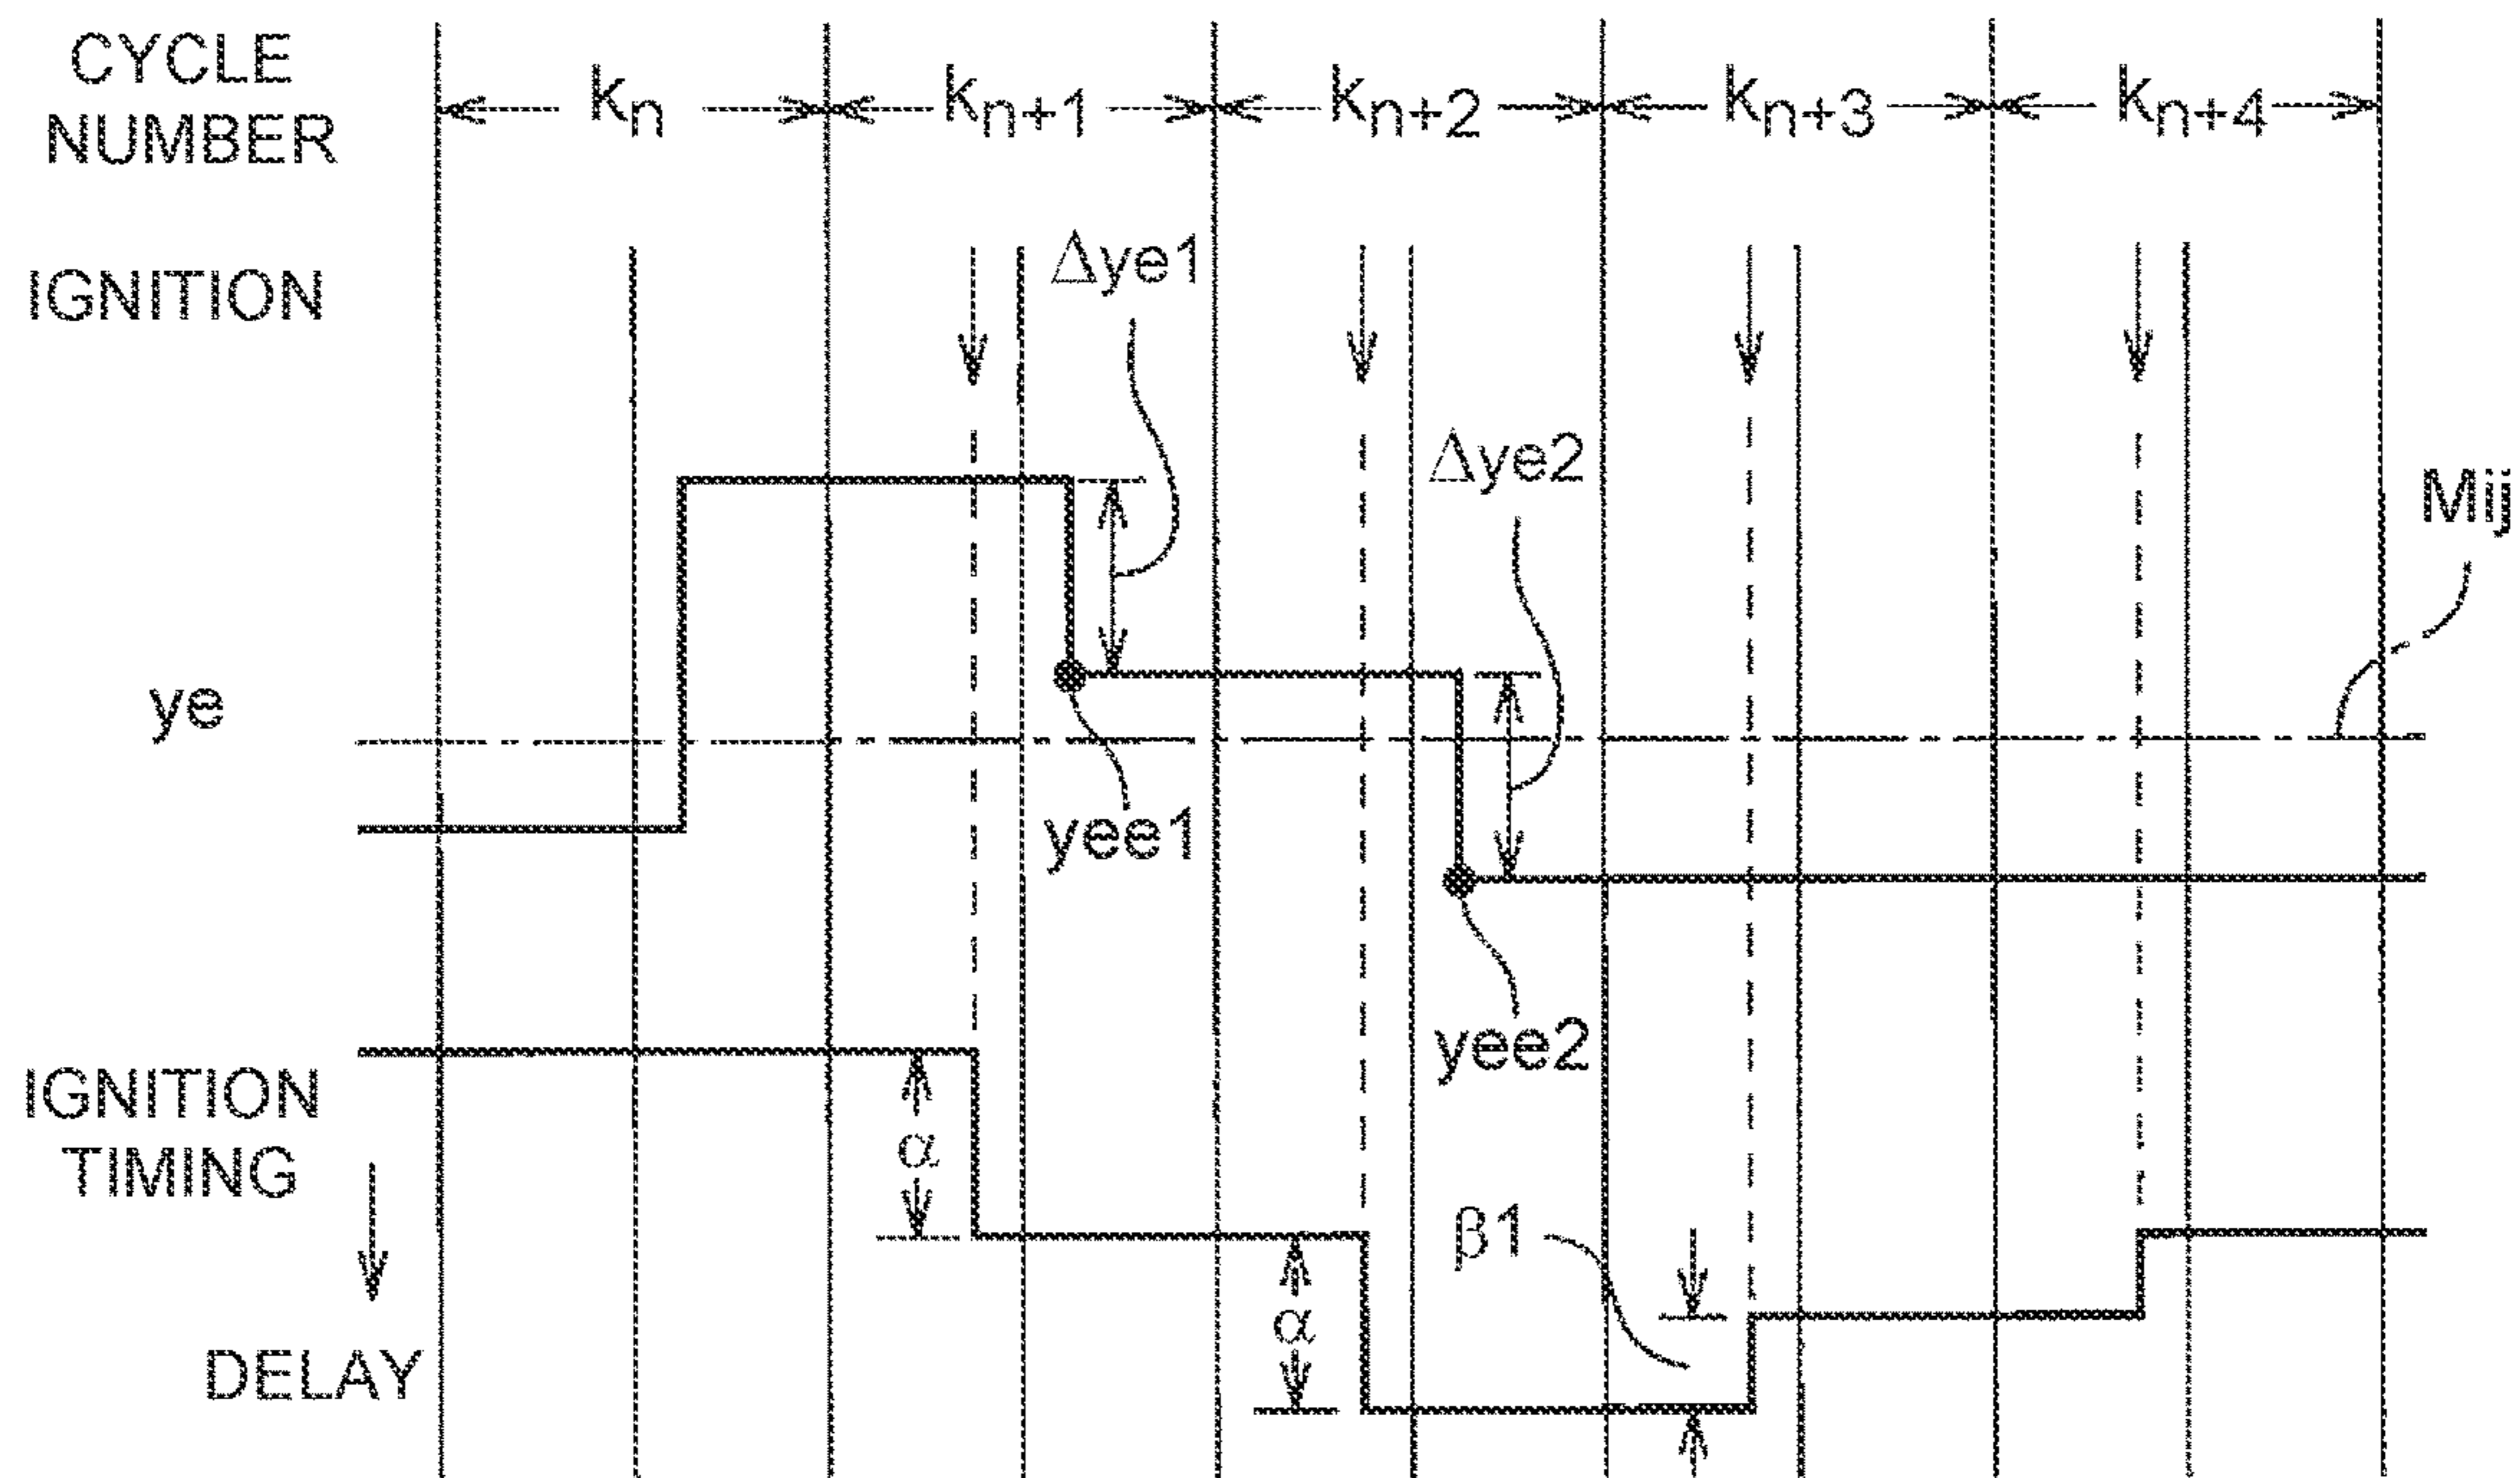 CYCLE
NUMBER
kn
kn+1
kn+2
kn+3
kn+4
IGNITION
Δye1
Δye2
Mij
ye
yee1
yee2
IGNITION
TIMING
α
α
β1
DELAY